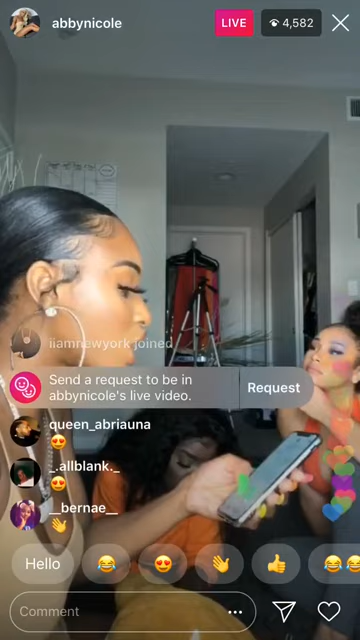 abbynicole
LIVE
4,582
iiamnewyork joined
Send a request to be in
abbynicole's live video.
Request
queen_abriauna
😍
_.allblank._
😍
__bernae__
👋
Hello 😂 😍 👋 👍 😂😂
Comment